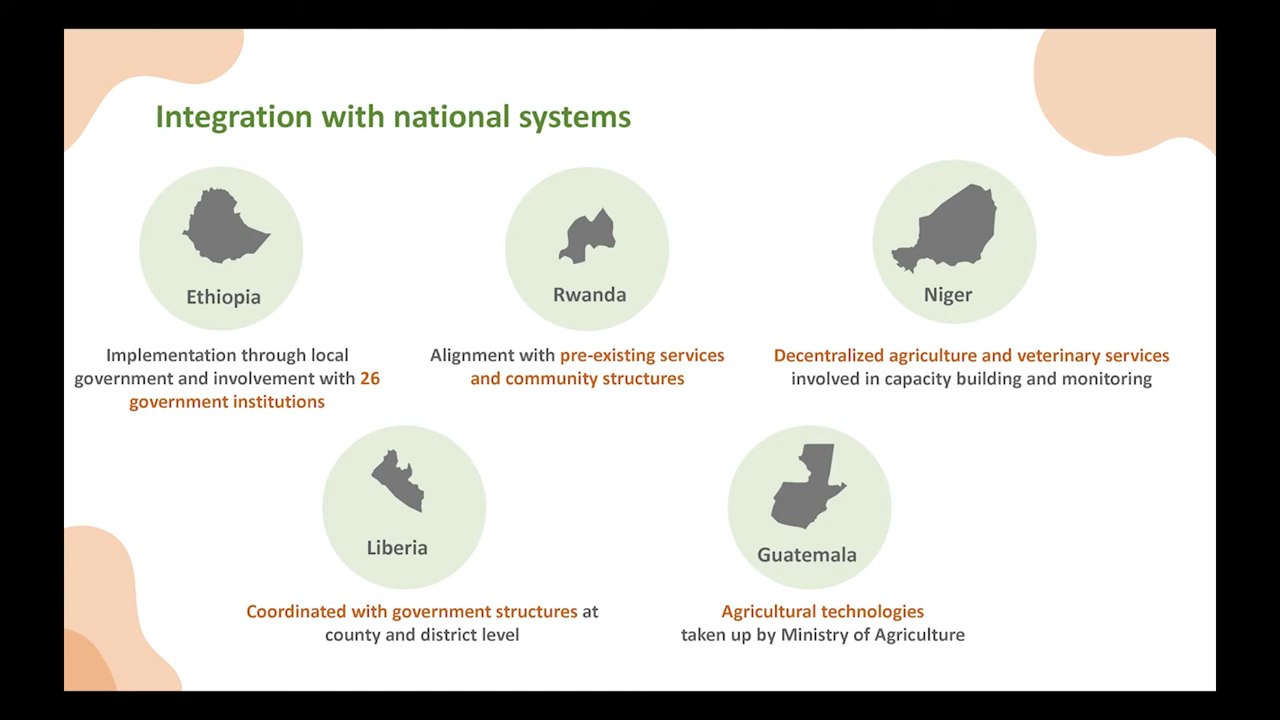 Integration with national systems
Ethiopia
Implementation through local
government and involvement with 26
government institutions
Rwanda
Alignment with pre-existing services
and community structures
Niger
Decentralized agriculture and veterinary services
involved in capacity building and monitoring
Liberia
Coordinated with government structures at
county and district level
Guatemala
Agricultural technologies
taken up by Ministry of Agriculture